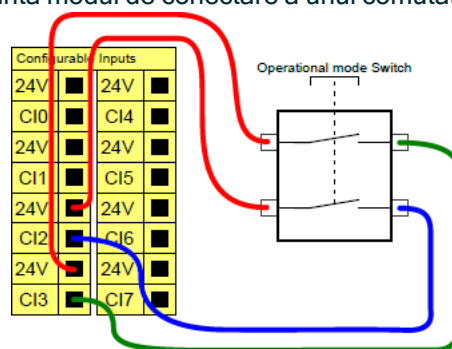 Configurable Inputs
Operational mode Switch
24V 24V
CI0 CI4
24V 24V
CI1 CI5
24V 24V
CI2 CI6
24V 24V
CI3 CI7